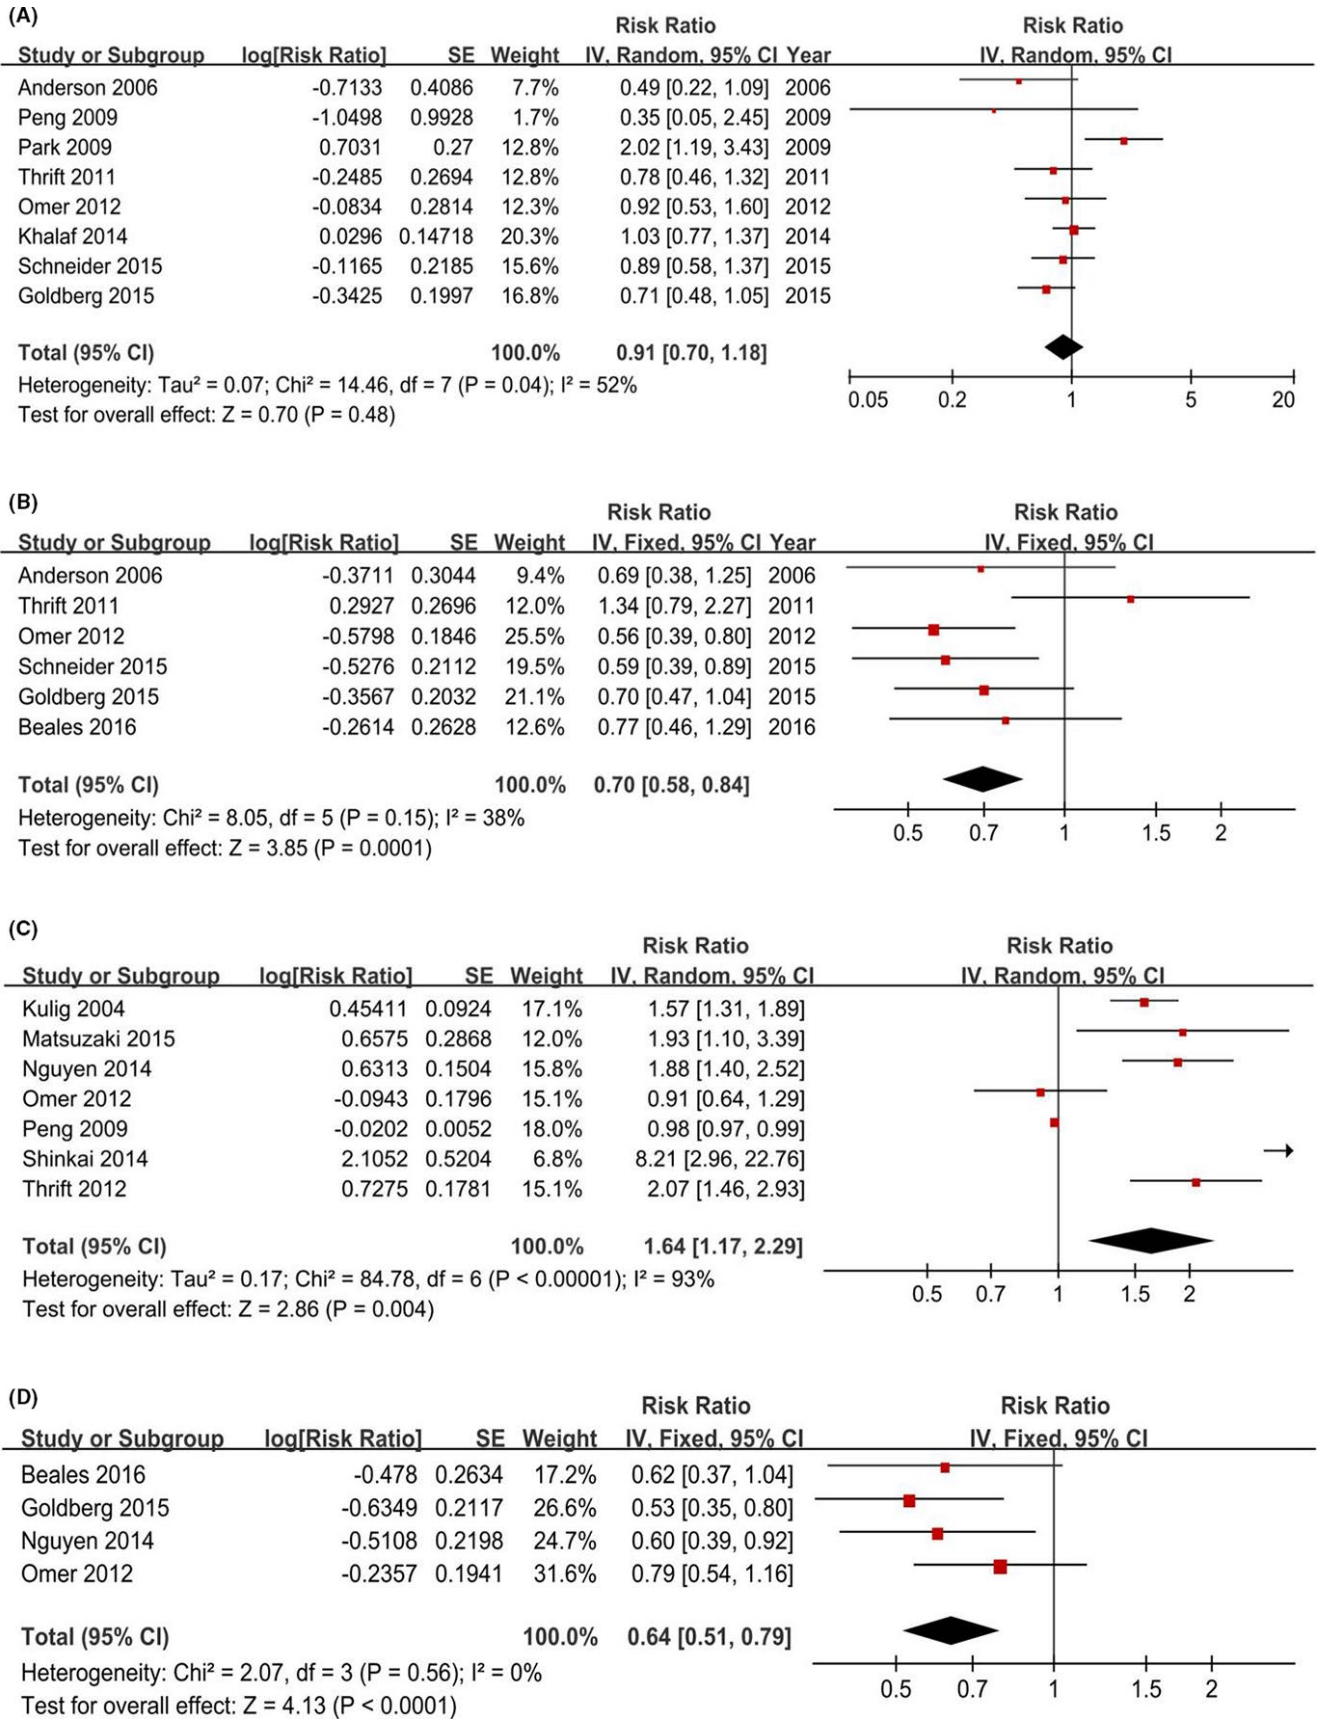 (A)
Risk Ratio Risk Ratio
Study or Subgroup log[Risk Ratio] SE Weight IV, Random, 95% CI Year IV, Random, 95% CI
Anderson 2006 -0.7133 0.4086 7.7% 0.49 [0.22, 1.09] 2006
Peng 2009 -1.0498 0.9928 1.7% 0.35 [0.05, 2.45] 2009
Park 2009 0.7031 0.27 12.8% 2.02 [1.19, 3.43] 2009
Thrift 2011 -0.2485 0.2694 12.8% 0.78 [0.46, 1.32] 2011
Omer 2012 -0.0834 0.2814 12.3% 0.92 [0.53, 1.60] 2012
Khalaf 2014 0.0296 0.14718 20.3% 1.03 [0.77, 1.37] 2014
Schneider 2015 -0.1165 0.2185 15.6% 0.89 [0.58, 1.37] 2015
Goldberg 2015 -0.3425 0.1997 16.8% 0.71 [0.48, 1.05] 2015
Total (95% CI) 100.0% 0.91 [0.70, 1.18]
Heterogeneity: Tau² = 0.07; Chi² = 14.46, df = 7 (P = 0.04); I² = 52%
Test for overall effect: Z = 0.70 (P = 0.48)
0.05 0.2 1 5 20
(B)
Risk Ratio Risk Ratio
Study or Subgroup log[Risk Ratio] SE Weight IV, Fixed, 95% CI Year IV, Fixed, 95% CI
Anderson 2006 -0.3711 0.3044 9.4% 0.69 [0.38, 1.25] 2006
Thrift 2011 0.2927 0.2696 12.0% 1.34 [0.79, 2.27] 2011
Omer 2012 -0.5798 0.1846 25.5% 0.56 [0.39, 0.80] 2012
Schneider 2015 -0.5276 0.2112 19.5% 0.59 [0.39, 0.89] 2015
Goldberg 2015 -0.3567 0.2032 21.1% 0.70 [0.47, 1.04] 2015
Beales 2016 -0.2614 0.2628 12.6% 0.77 [0.46, 1.29] 2016
Total (95% CI) 100.0% 0.70 [0.58, 0.84]
Heterogeneity: Chi² = 8.05, df = 5 (P = 0.15); I² = 38%
Test for overall effect: Z = 3.85 (P = 0.0001)
0.5 0.7 1 1.5 2
(C)
Risk Ratio Risk Ratio
Study or Subgroup log[Risk Ratio] SE Weight IV, Random, 95% CI IV, Random, 95% CI
Kulig 2004 0.45411 0.0924 17.1% 1.57 [1.31, 1.89]
Matsuzaki 2015 0.6575 0.2868 12.0% 1.93 [1.10, 3.39]
Nguyen 2014 0.6313 0.1504 15.8% 1.88 [1.40, 2.52]
Omer 2012 -0.0943 0.1796 15.1% 0.91 [0.64, 1.29]
Peng 2009 -0.0202 0.0052 18.0% 0.98 [0.97, 0.99]
Shinkai 2014 2.1052 0.5204 6.8% 8.21 [2.96, 22.76]
Thrift 2012 0.7275 0.1781 15.1% 2.07 [1.46, 2.93]
Total (95% CI) 100.0% 1.64 [1.17, 2.29]
Heterogeneity: Tau² = 0.17; Chi² = 84.78, df = 6 (P < 0.00001); I² = 93%
Test for overall effect: Z = 2.86 (P = 0.004)
0.5 0.7 1 1.5 2
(D)
Risk Ratio Risk Ratio
Study or Subgroup log[Risk Ratio] SE Weight IV, Fixed, 95% CI IV, Fixed, 95% CI
Beales 2016 -0.478 0.2634 17.2% 0.62 [0.37, 1.04]
Goldberg 2015 -0.6349 0.2117 26.6% 0.53 [0.35, 0.80]
Nguyen 2014 -0.5108 0.2198 24.7% 0.60 [0.39, 0.92]
Omer 2012 -0.2357 0.1941 31.6% 0.79 [0.54, 1.16]
Total (95% CI) 100.0% 0.64 [0.51, 0.79]
Heterogeneity: Chi² = 2.07, df = 3 (P = 0.56); I² = 0%
Test for overall effect: Z = 4.13 (P < 0.0001)
0.5 0.7 1 1.5 2